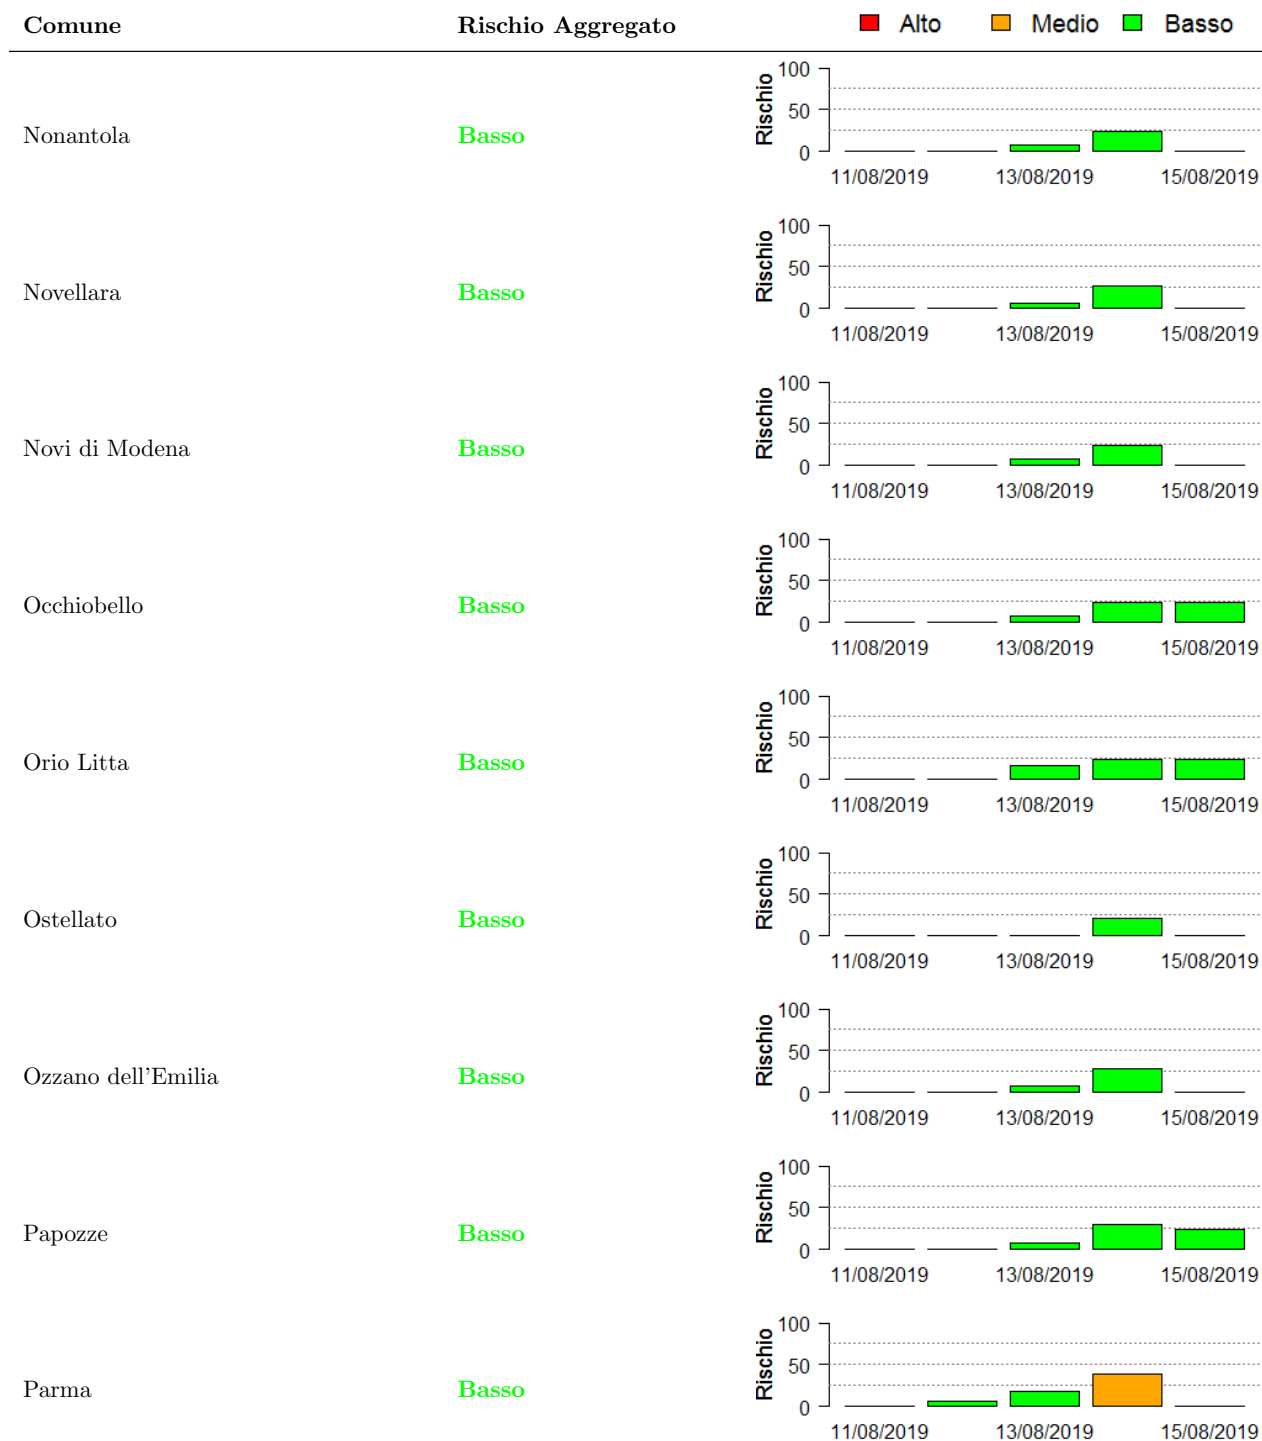 Comune Rischio Aggregato Alto Medio Basso
100
50
0
Rischio
Nonantola Basso
11/08/2019 13/08/2019 15/08/2019
100
50
0
Rischio
Novellara Basso
11/08/2019 13/08/2019 15/08/2019
100
50
0
Rischio
Novi di Modena Basso
11/08/2019 13/08/2019 15/08/2019
100
50
0
Rischio
Occhiobello Basso
11/08/2019 13/08/2019 15/08/2019
100
50
0
Rischio
Orio Litta Basso
11/08/2019 13/08/2019 15/08/2019
100
50
0
Rischio
Ostellato Basso
11/08/2019 13/08/2019 15/08/2019
100
50
0
Rischio
Ozzano dell'Emilia Basso
11/08/2019 13/08/2019 15/08/2019
100
50
0
Rischio
Papozze Basso
11/08/2019 13/08/2019 15/08/2019
100
50
0
Rischio
Parma Basso
11/08/2019 13/08/2019 15/08/2019